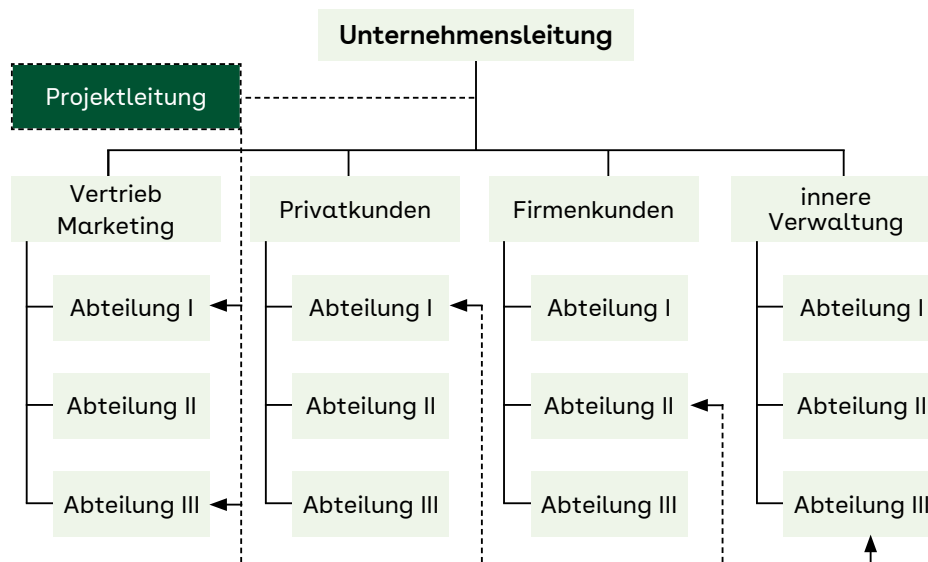 Unternehmensleitung
Projektleitung
Vertrieb
Marketing
Privatkunden
Firmenkunden
innere
Verwaltung
Abteilung I
Abteilung I
Abteilung I
Abteilung I
Abteilung II
Abteilung II
Abteilung II
Abteilung II
Abteilung III
Abteilung III
Abteilung III
Abteilung III